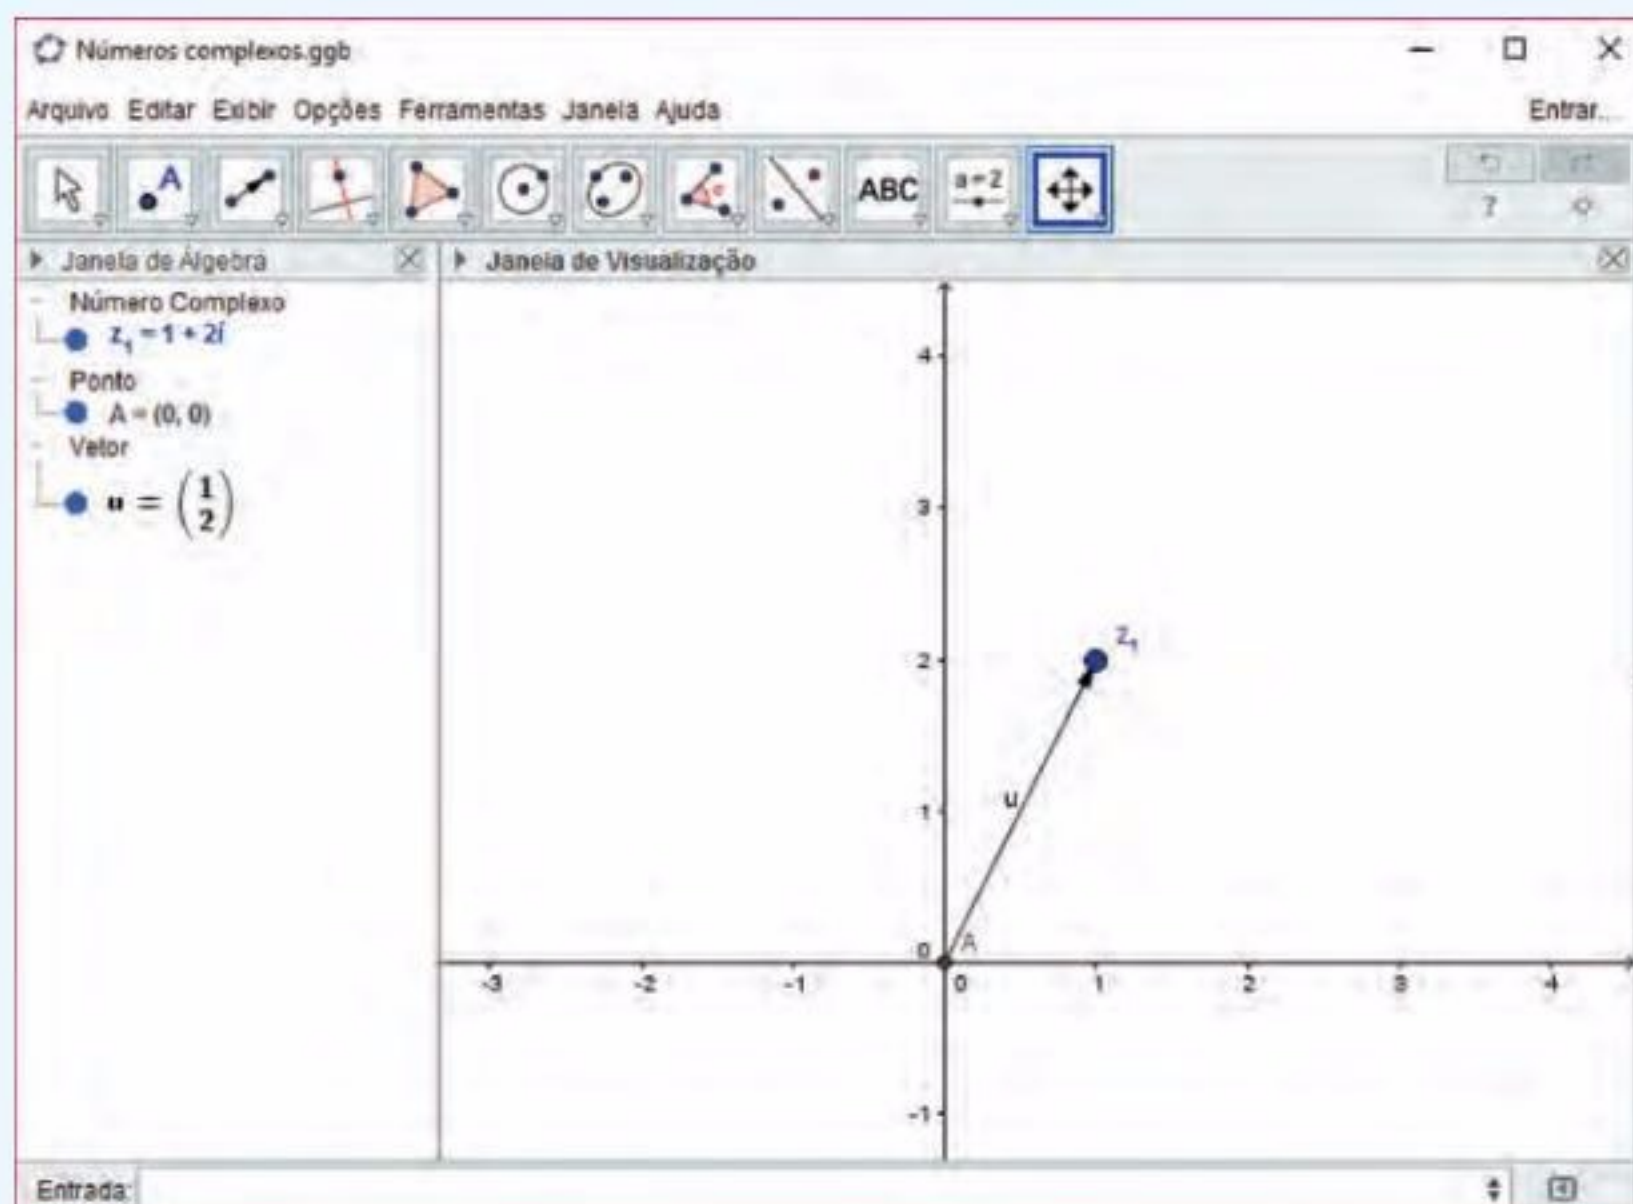 Números complexos.ggb
Arquivo Editar Exibir Opções Ferramentas Janela Ajuda Entrar...
A ABC a=2 ?
Janela de Álgebra
Janela de Visualização
Número Complexo
z₁ = 1 + 2i
Ponto
A = (0, 0)
Vetor
u = (1 2)
4
3
2
z₁
1
u
0
A
-3 -2 -1 0 1 2 3 4
-1
Entrada: